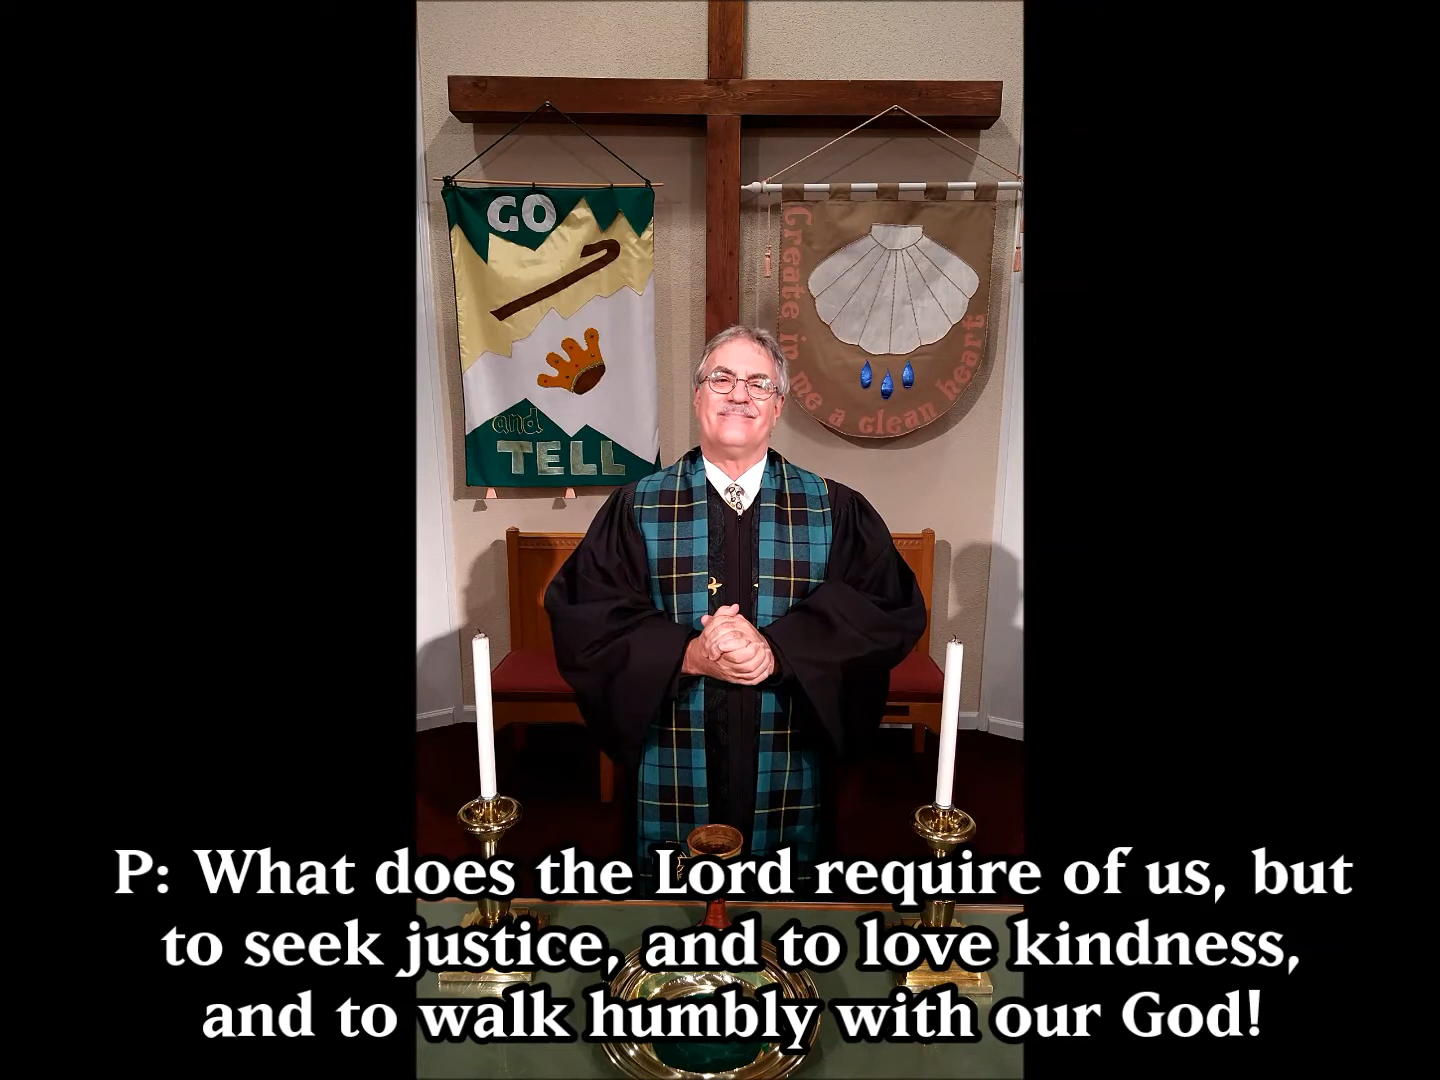 GO
and
TELL
Create in me a clean heart
P: What does the Lord require of us, but
to seek justice, and to love kindness,
and to walk humbly with our God!